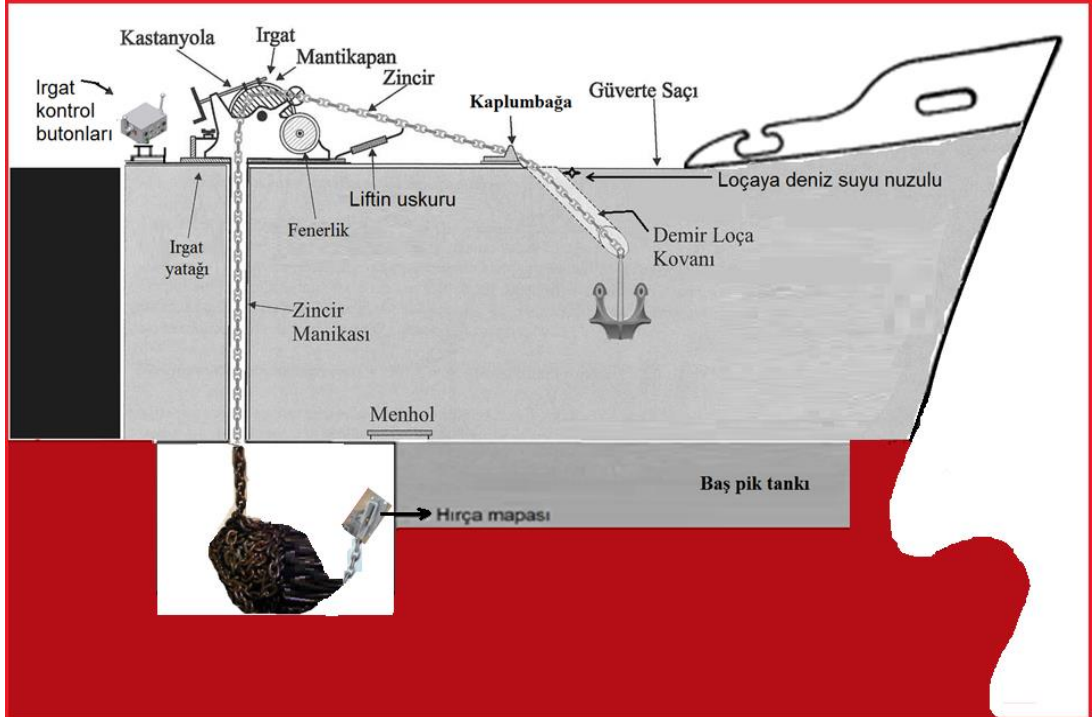 Kastanyola
Irgat
Mantikapan
Zincir
Irgat
kontrol
butonları
Kaplumbağa
Güverte Saçı
Loçaya deniz suyu nuzulu
Liftin uskuru
Fenerlik
Irgat
yatağı
Demir Loça
Kovanı
Zincir
Manikası
Menhol
Baş pik tankı
Hırça mapası